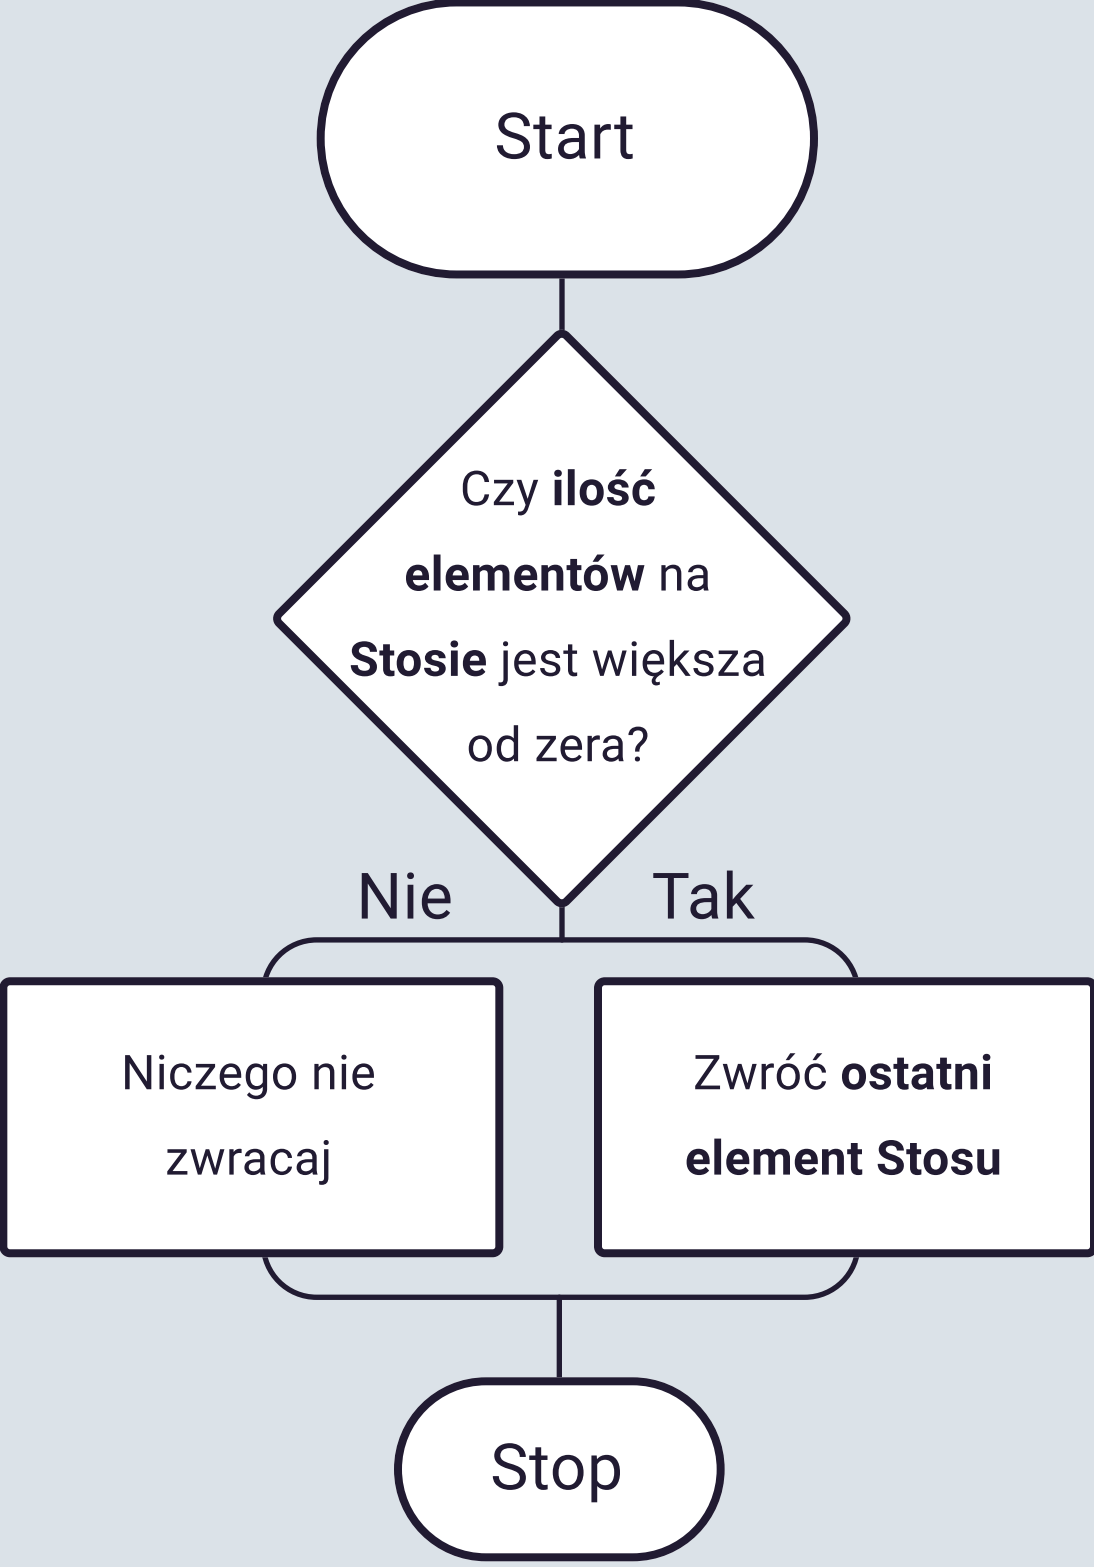 Start
Czy ilość
elementów na
Stosie jest większa
od zera?
Nie
Tak
Niczego nie
zwracaj
Zwróć ostatni
element Stosu
Stop